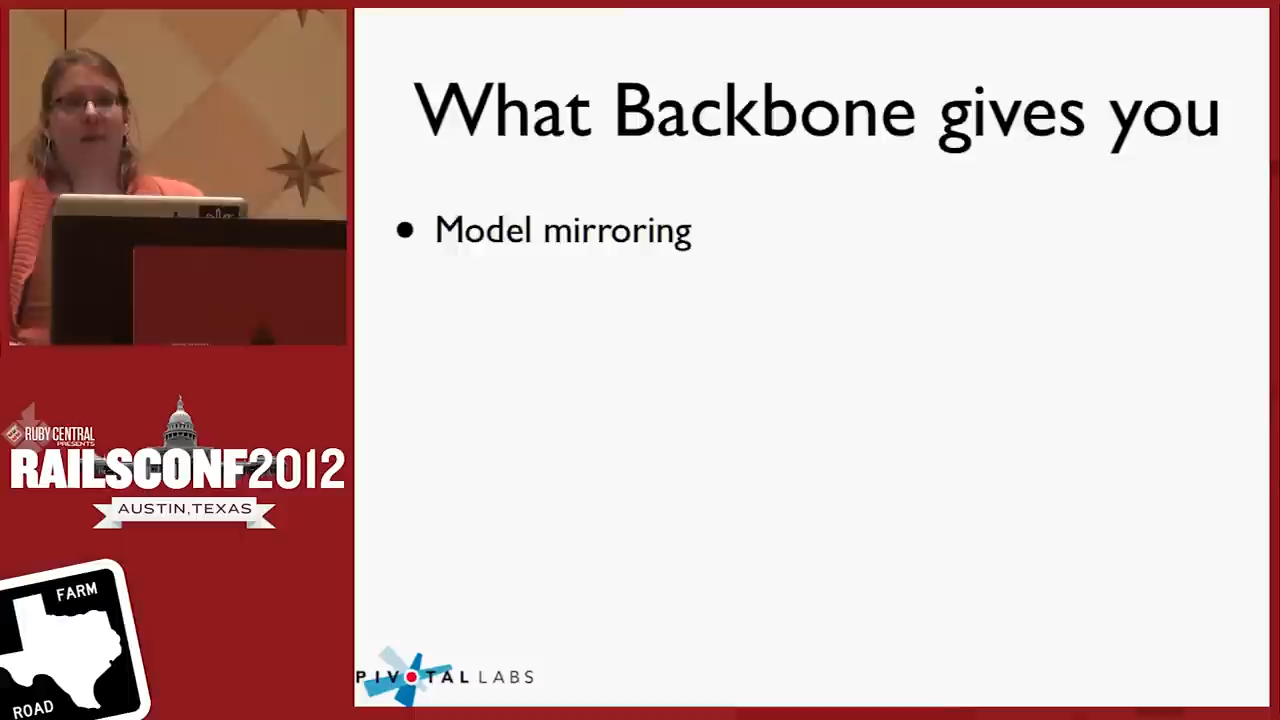 What Backbone gives you
• Model mirroring
RUBY CENTRAL
PRESENTS
RAILSCONF2012
AUSTIN, TEXAS
FARM
ROAD
PIVOTAL LABS